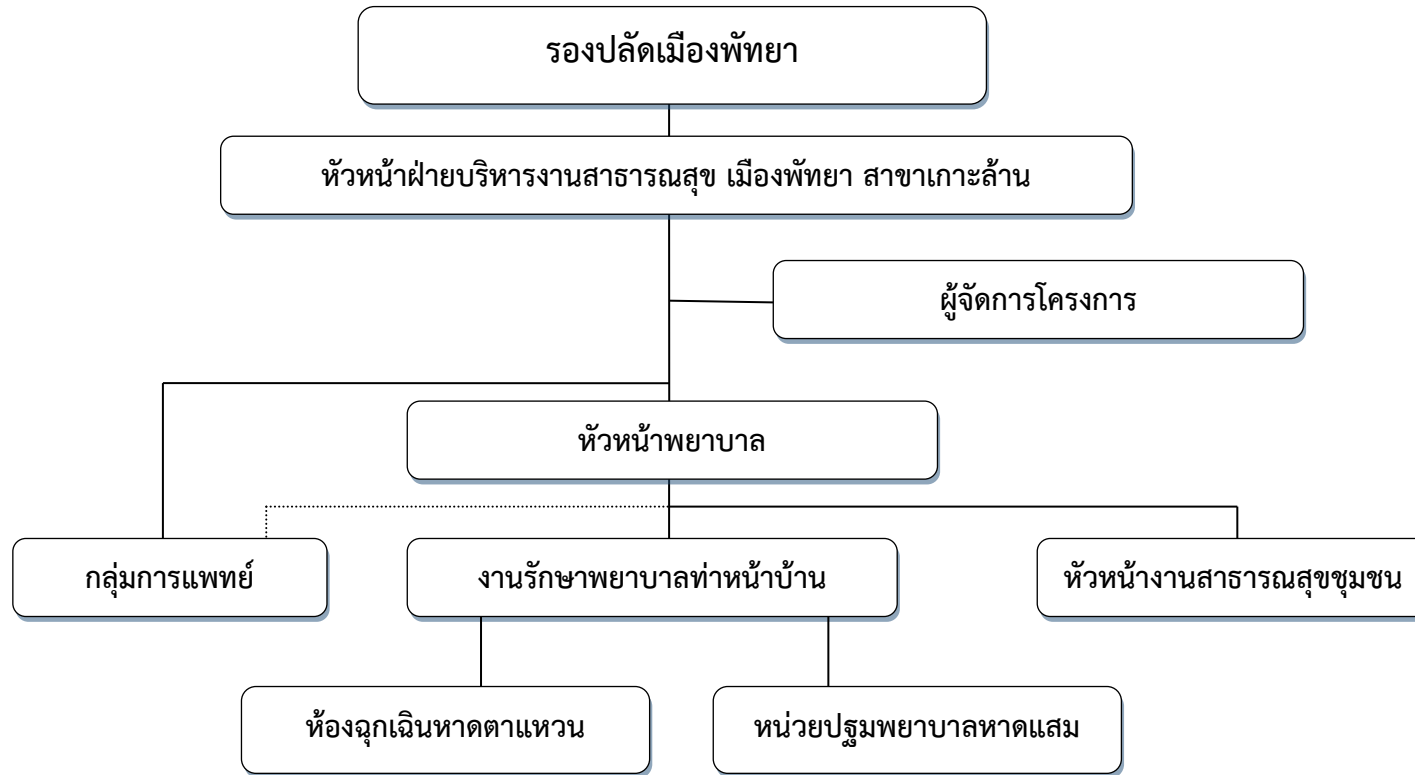 รองปลัดเมืองพัทยา
หัวหน้าฝ่ายบริหารงานสาธารณสุข เมืองพัทยา สาขาเกาะล้าน
ผู้จัดการโครงการ
หัวหน้าพยาบาล
กลุ่มการแพทย์
งานรักษาพยาบาลท่าหน้าบ้าน
หัวหน้างานสาธารณสุขชุมชน
ห้องฉุกเฉินหาดตาแหวน
หน่วยปฐมพยาบาลหาดแสม